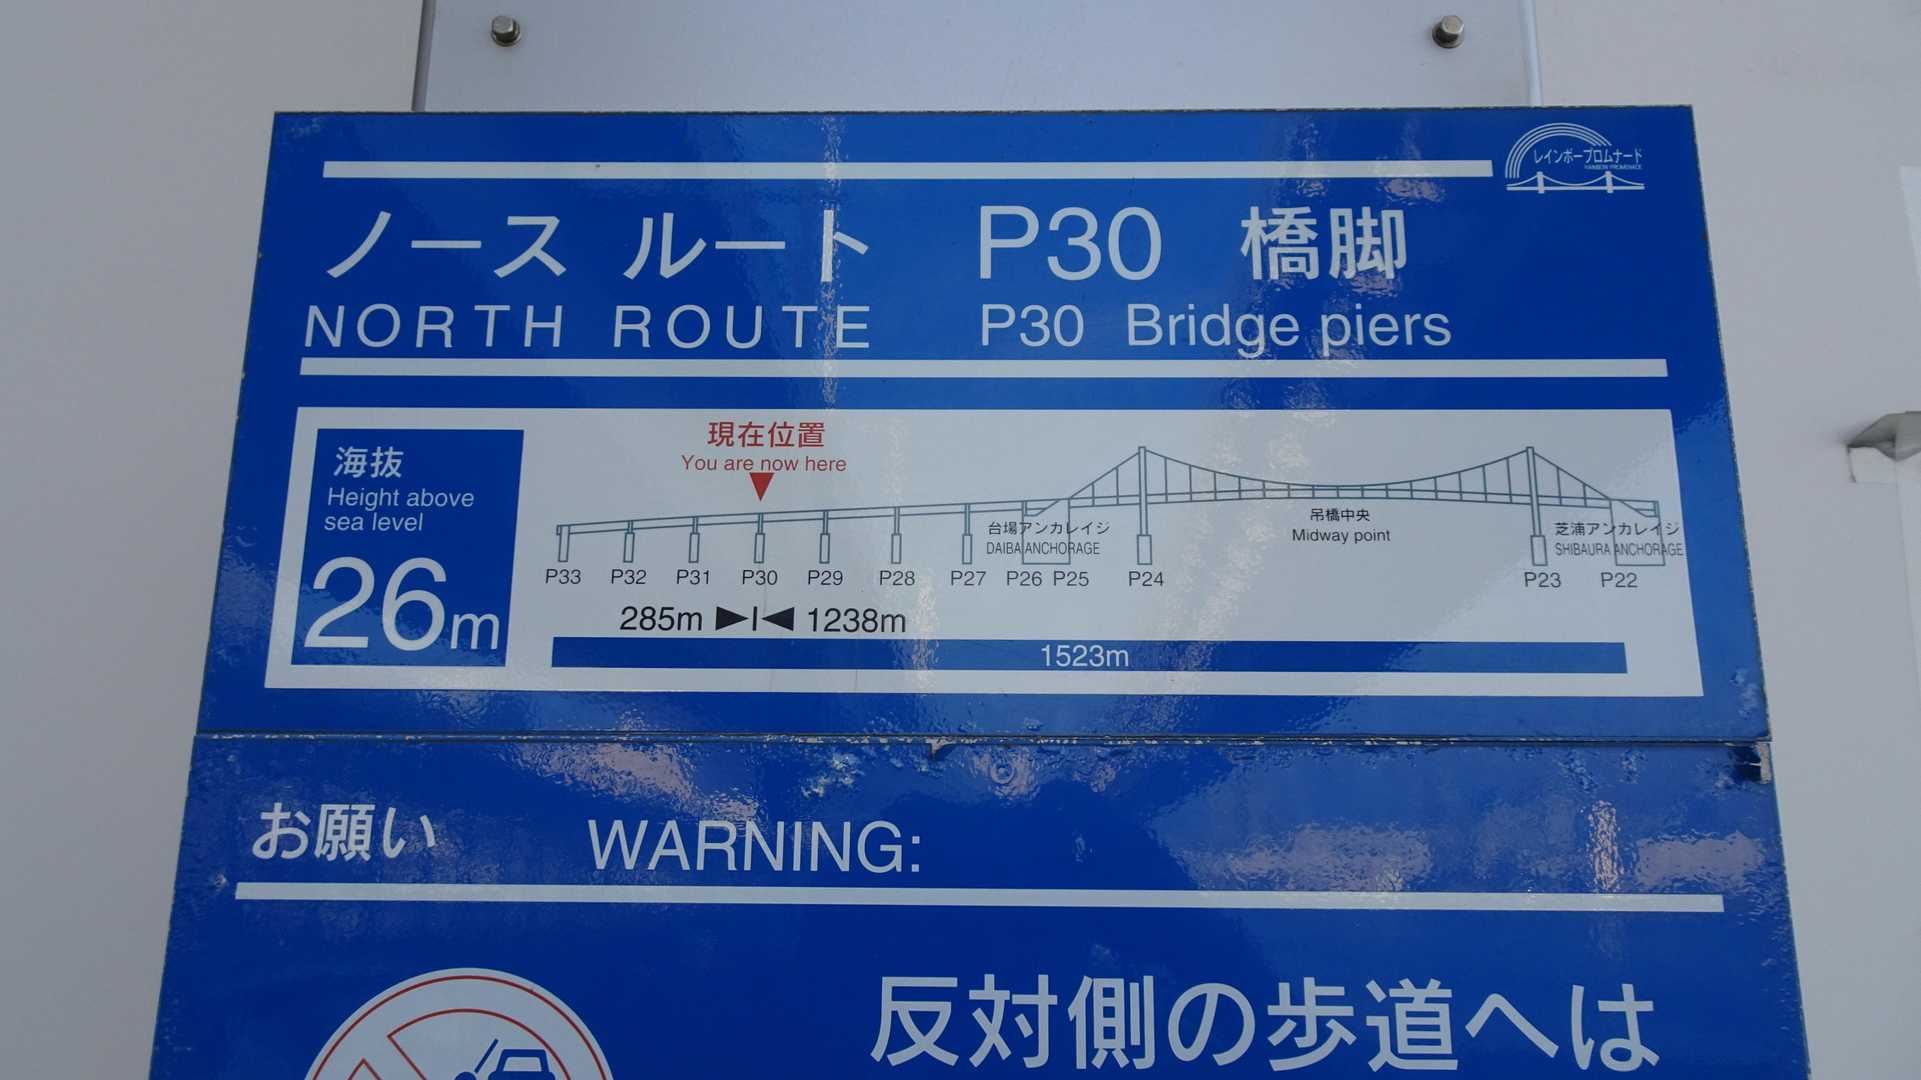 レインボープロムナード
RAINBOW PROMENADE
ノース ルート P30 橋脚
NORTH ROUTE P30 Bridge piers
海抜
Height above
sea level
26m
現在位置
You are now here
台場アンカレイジ
DAIBA ANCHORAGE
吊橋中央
Midway point
芝浦アンカレイジ
SHIBAURA ANCHORAGE
P33 P32 P31 P30 P29 P28 P27 P26 P25 P24 P23 P22
285m 1238m
1523m
お願い WARNING:
反対側の歩道へは